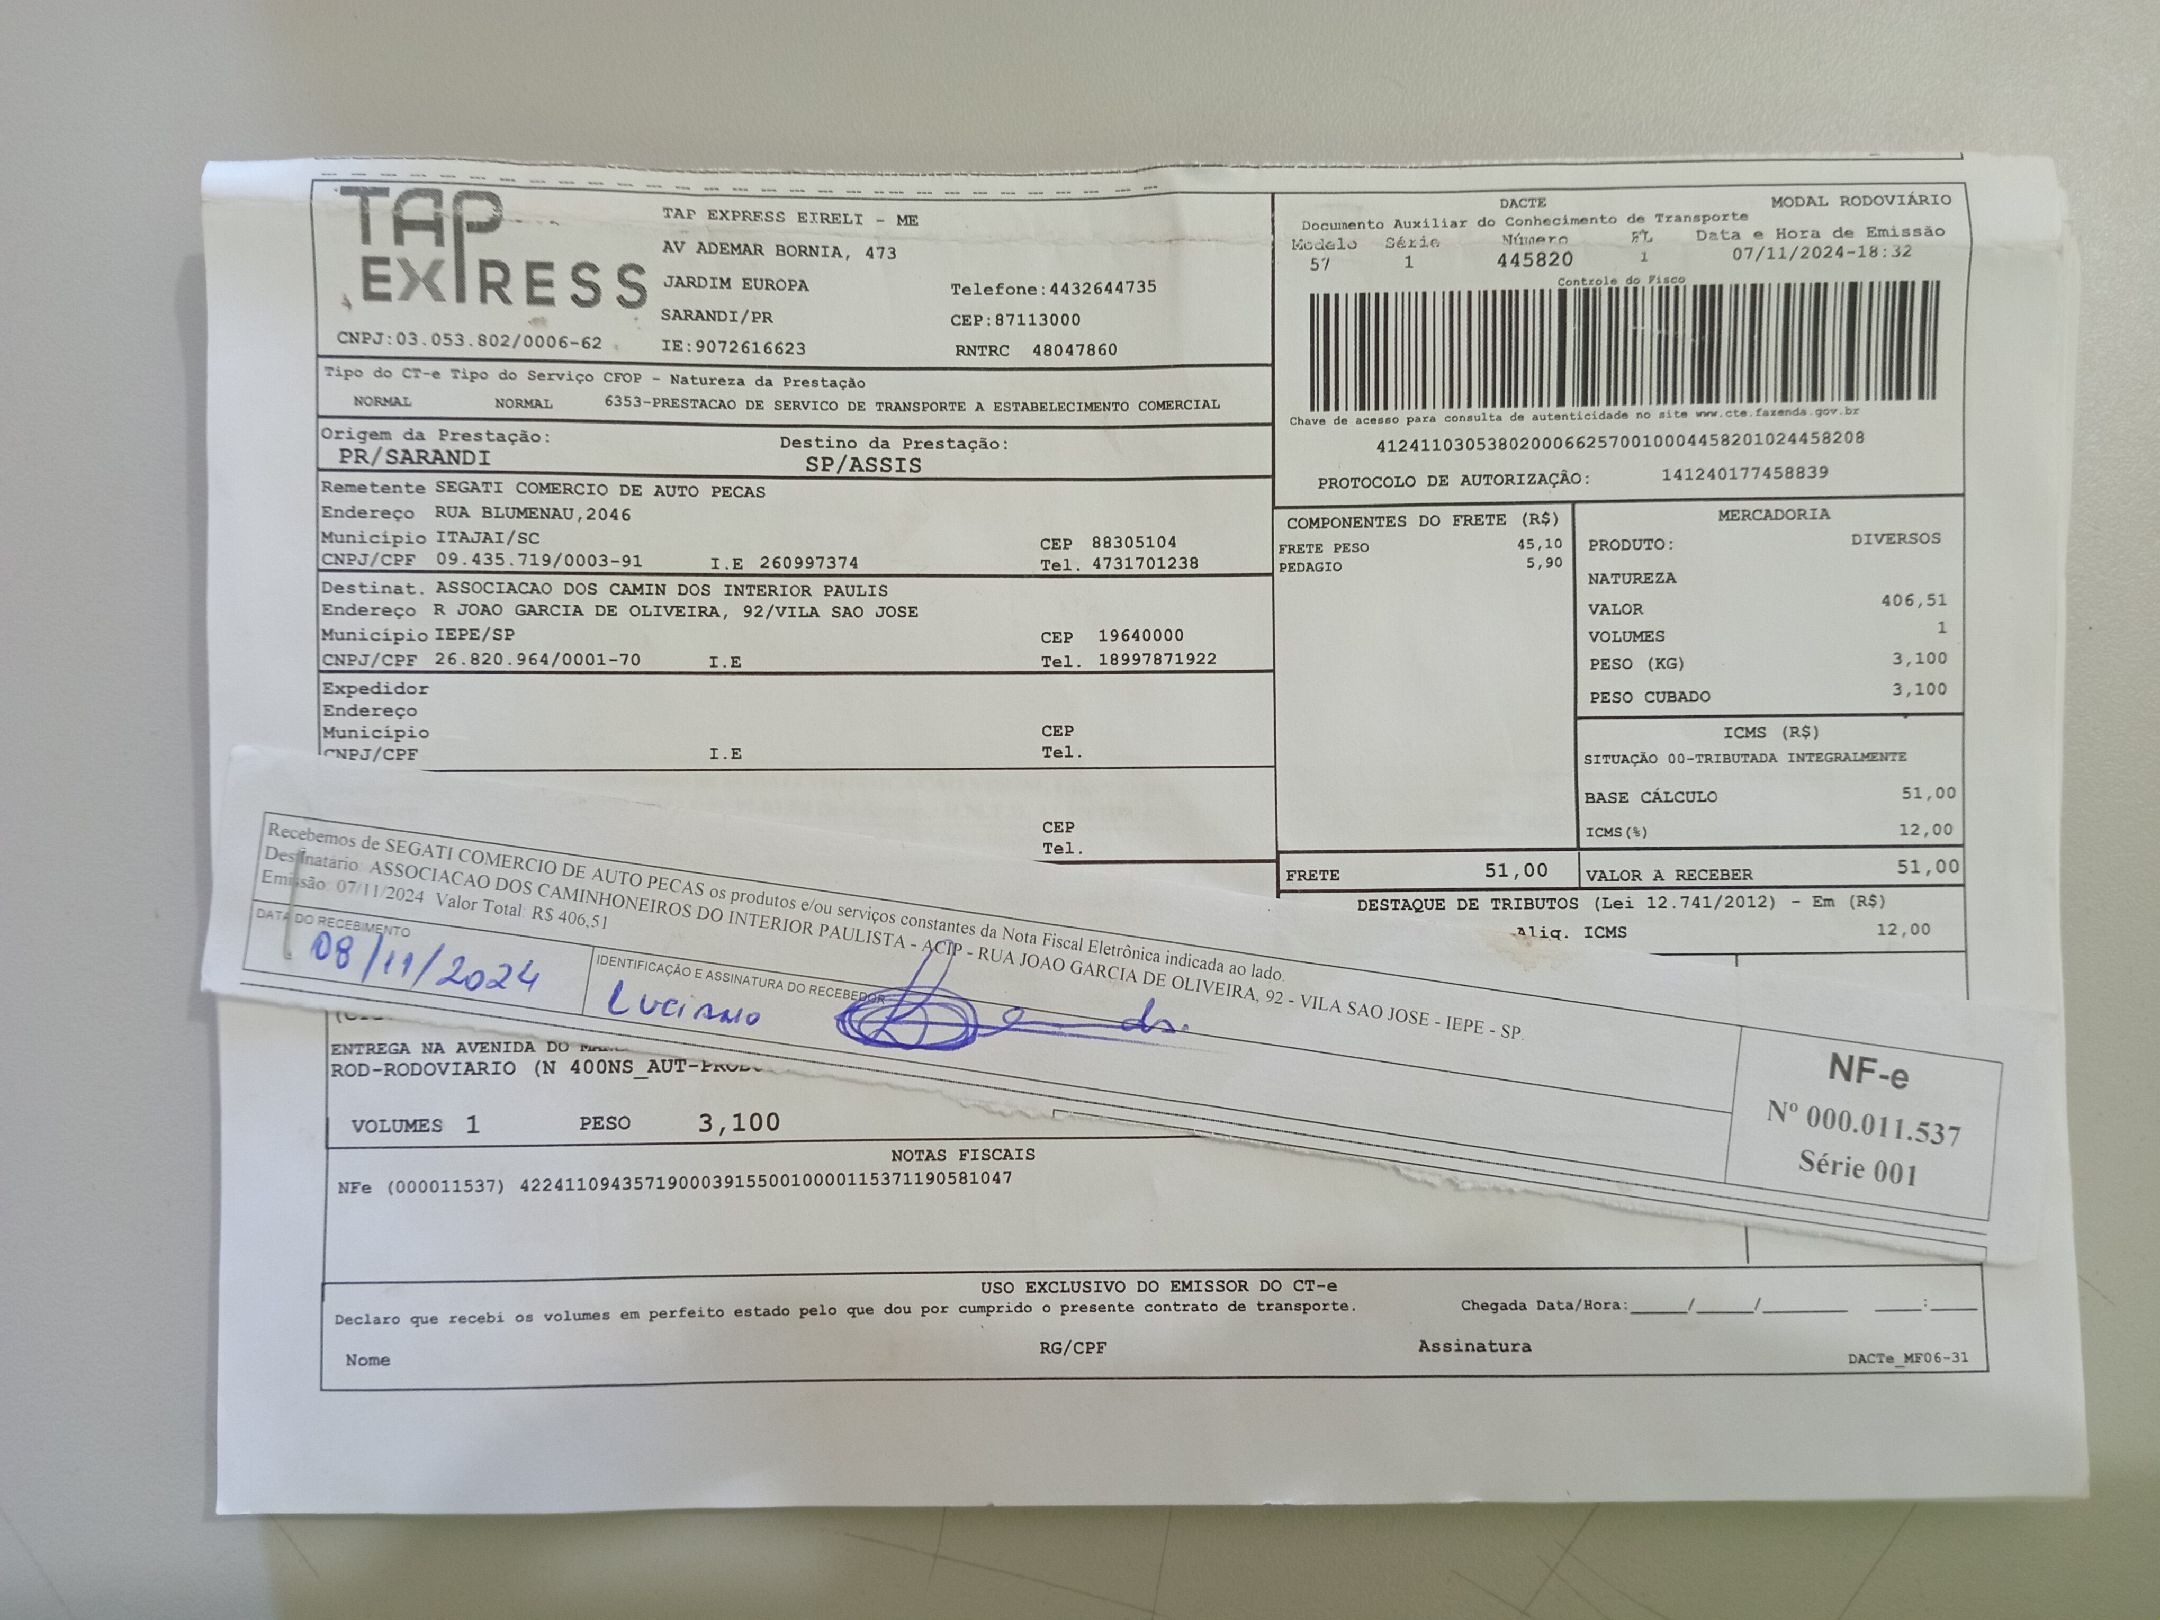 TAP
EXPRESS
CNPJ:03.053.802/0006-62
TAP EXPRESS EIRELI - ME
AV ADEMAR BORNIA, 473
JARDIM EUROPA Telefone:4432644735
SARANDI/PR CEP:87113000
IE:9072616623 RNTRC 48047860
DACTE MODAL RODOVIÁRIO
Documento Auxiliar do Conhecimento de Transporte
Modelo Série Número FL Data e Hora de Emissão
57 1 445820 1 07/11/2024-18:32
Controle do Fisco
Chave de acesso para consulta de autenticidade no site www.cte.fazenda.gov.br
41241103053802000662570010004458201024458208
PROTOCOLO DE AUTORIZAÇÃO: 141240177458839
Tipo do CT-e Tipo do Serviço CFOP - Natureza da Prestação
NORMAL NORMAL 6353-PRESTACAO DE SERVICO DE TRANSPORTE A ESTABELECIMENTO COMERCIAL
Origem da Prestação: Destino da Prestação:
PR/SARANDI SP/ASSIS
Remetente SEGATI COMERCIO DE AUTO PECAS
Endereço RUA BLUMENAU,2046
Município ITAJAI/SC CEP 88305104
CNPJ/CPF 09.435.719/0003-91 I.E 260997374 Tel. 4731701238
Destinat. ASSOCIACAO DOS CAMIN DOS INTERIOR PAULIS
Endereço R JOAO GARCIA DE OLIVEIRA, 92/VILA SAO JOSE
Município IEPE/SP CEP 19640000
CNPJ/CPF 26.820.964/0001-70 I.E Tel. 18997871922
Expedidor
Endereço
Município CEP
CNPJ/CPF I.E Tel.
CEP
Tel.
COMPONENTES DO FRETE (R$)
FRETE PESO 45,10
PEDAGIO 5,90
MERCADORIA
PRODUTO: DIVERSOS
NATUREZA
VALOR 406,51
VOLUMES 1
PESO (KG) 3,100
PESO CUBADO 3,100
ICMS (R$)
SITUAÇÃO 00-TRIBUTADA INTEGRALMENTE
BASE CÁLCULO 51,00
ICMS(%) 12,00
FRETE 51,00 VALOR A RECEBER 51,00
DESTAQUE DE TRIBUTOS (Lei 12.741/2012) - Em (R$)
Aliq. ICMS 12,00
Recebemos de SEGATI COMERCIO DE AUTO PECAS os produtos e/ou serviços constantes da Nota Fiscal Eletrônica indicada ao lado.
Destinatário: ASSOCIACAO DOS CAMINHONEIROS DO INTERIOR PAULISTA - ACIP - RUA JOAO GARCIA DE OLIVEIRA, 92 - VILA SAO JOSE - IEPE - SP.
Emissão: 07/11/2024 Valor Total: R$ 406,51
DATA DO RECEBIMENTO
08/11/2024
IDENTIFICAÇÃO E ASSINATURA DO RECEBEDOR
LUCIANO
NF-e
Nº 000.011.537
Série 001
ENTREGA NA AVENIDA DO
ROD-RODOVIARIO (N 400NS_AUT-PROD
VOLUMES 1 PESO 3,100
NOTAS FISCAIS
NFe (000011537) 42241109435719000391550010000115371190581047
USO EXCLUSIVO DO EMISSOR DO CT-e
Declaro que recebi os volumes em perfeito estado pelo que dou por cumprido o presente contrato de transporte. Chegada Data/Hora:_____/_____/________ ____:____
Nome RG/CPF Assinatura
DACTe_MF06-31